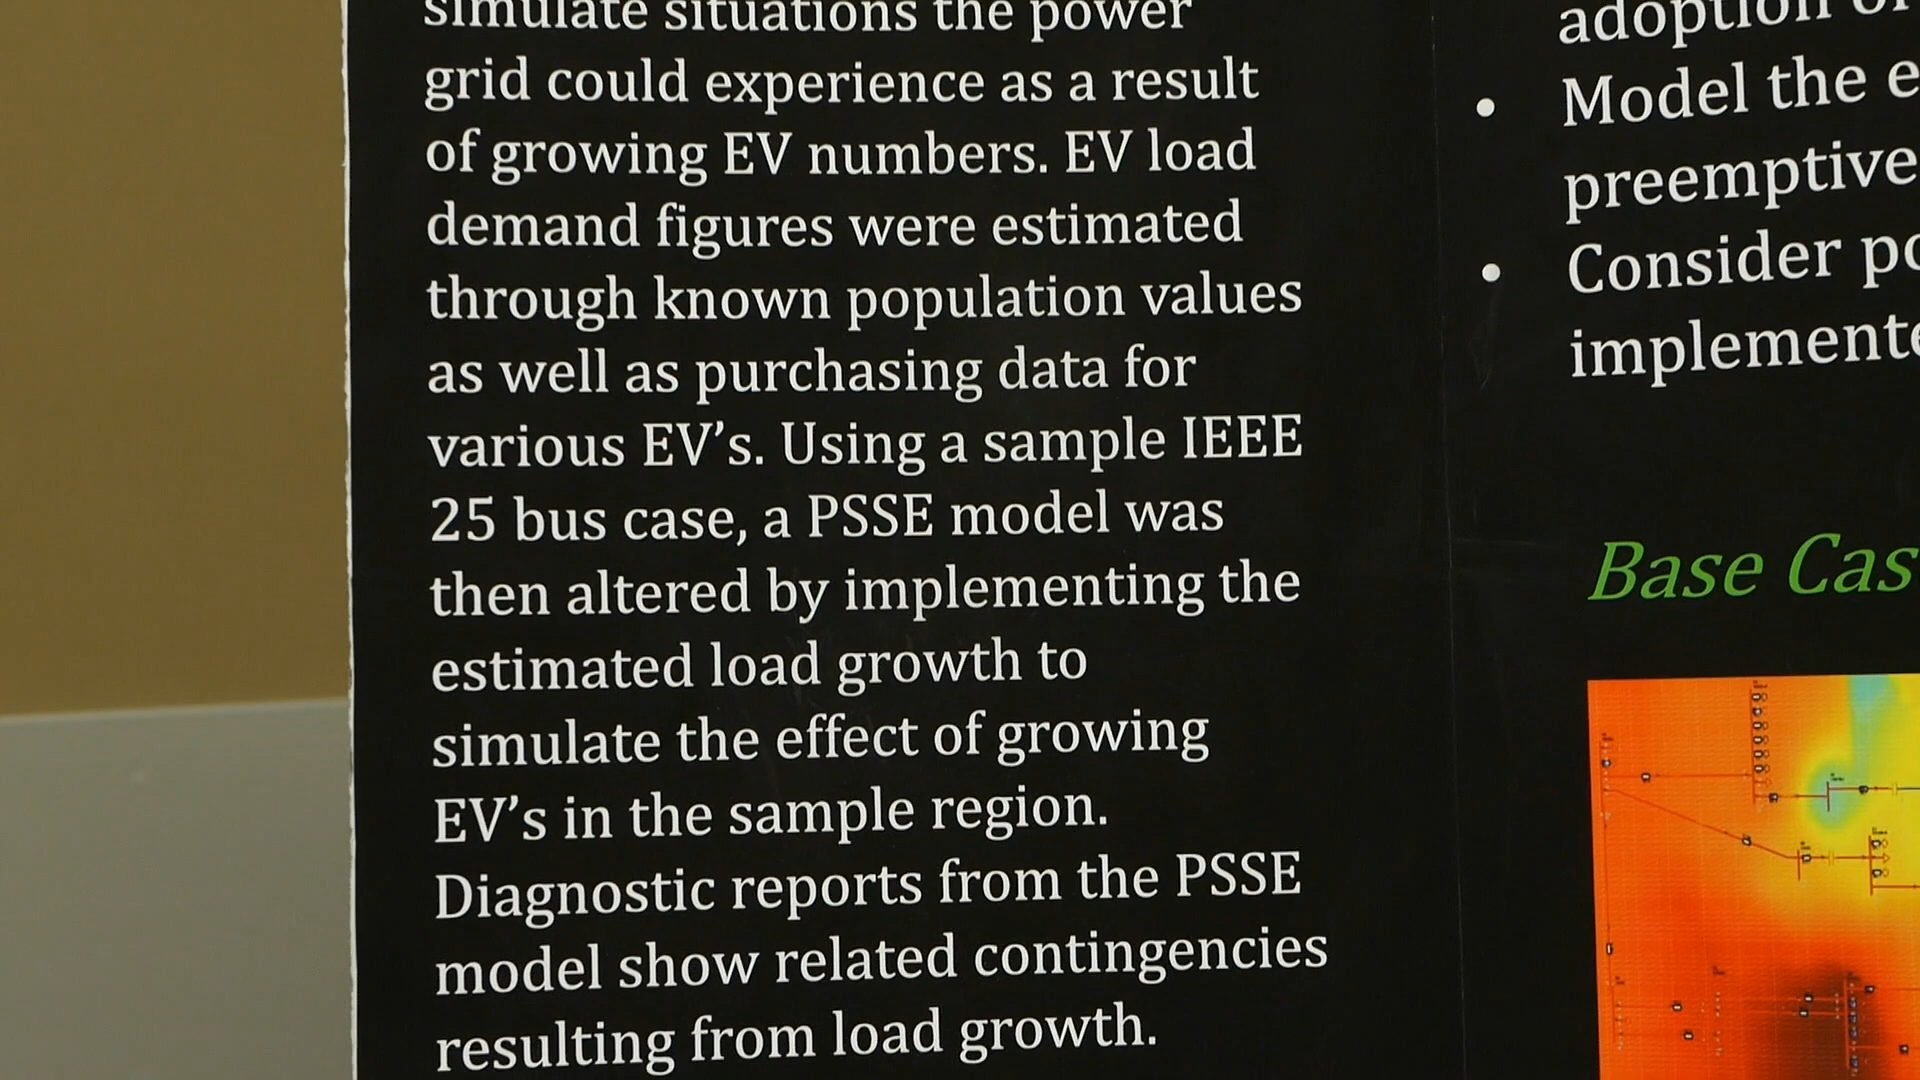 simulate situations the power
grid could experience as a result
of growing EV numbers. EV load
demand figures were estimated
through known population values
as well as purchasing data for
various EV's. Using a sample IEEE
25 bus case, a PSSE model was
then altered by implementing the
estimated load growth to
simulate the effect of growing
EV's in the sample region.
Diagnostic reports from the PSSE
model show related contingencies
resulting from load growth.
adoption
• Model the
preemptive
• Consider
Base